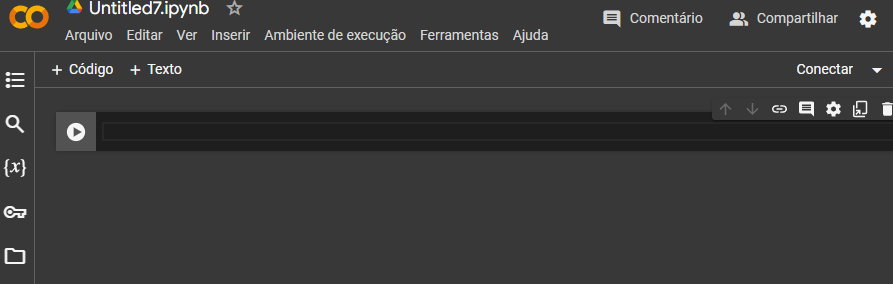 CO Untitled7.ipynb
Arquivo Editar Ver Inserir Ambiente de execução Ferramentas Ajuda
Comentário Compartilhar
+ Código + Texto Conectar
{x}